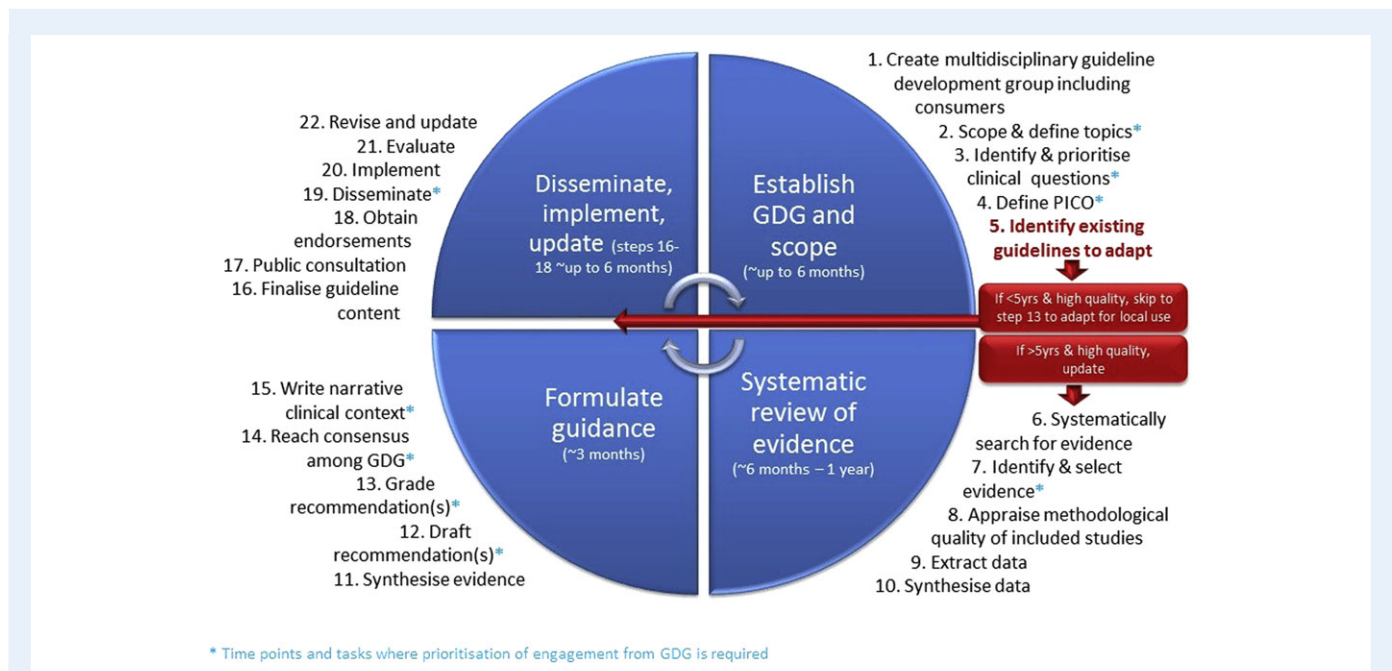 1. Create multidisciplinary guideline
development group including
consumers
2. Scope & define topics*
3. Identify & prioritise
clinical questions*
4. Define PICO*
5. Identify existing
guidelines to adapt
If <5yrs & high quality, skip to
step 13 to adapt for local use
If >5yrs & high quality,
update
6. Systematically
search for evidence
7. Identify & select
evidence*
8. Appraise methodological
quality of included studies
9. Extract data
10. Synthesise data
Establish
GDG and
scope
(~up to 6 months)
Systematic
review of
evidence
(~6 months – 1 year)
Formulate
guidance
(~3 months)
Disseminate,
implement,
update (steps 16-
18 ~up to 6 months)
22. Revise and update
21. Evaluate
20. Implement
19. Disseminate*
18. Obtain
endorsements
17. Public consultation
16. Finalise guideline
content
15. Write narrative
clinical context*
14. Reach consensus
among GDG*
13. Grade
recommendation(s)*
12. Draft
recommendation(s)*
11. Synthesise evidence
* Time points and tasks where prioritisation of engagement from GDG is required